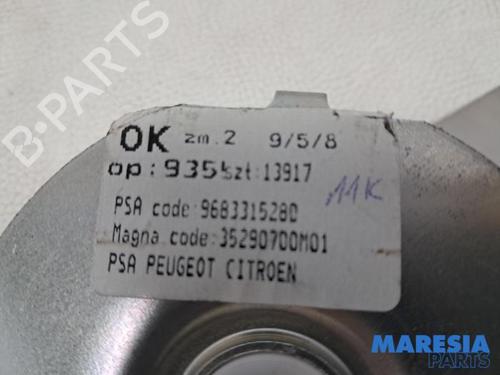 OK zm.2 9/5/8
op:935 szt:13917
11K
PSA code:9683315280
Magna code:35290700M01
PSA PEUGEOT CITROEN
B-PARTS
MARESIA
PARTS